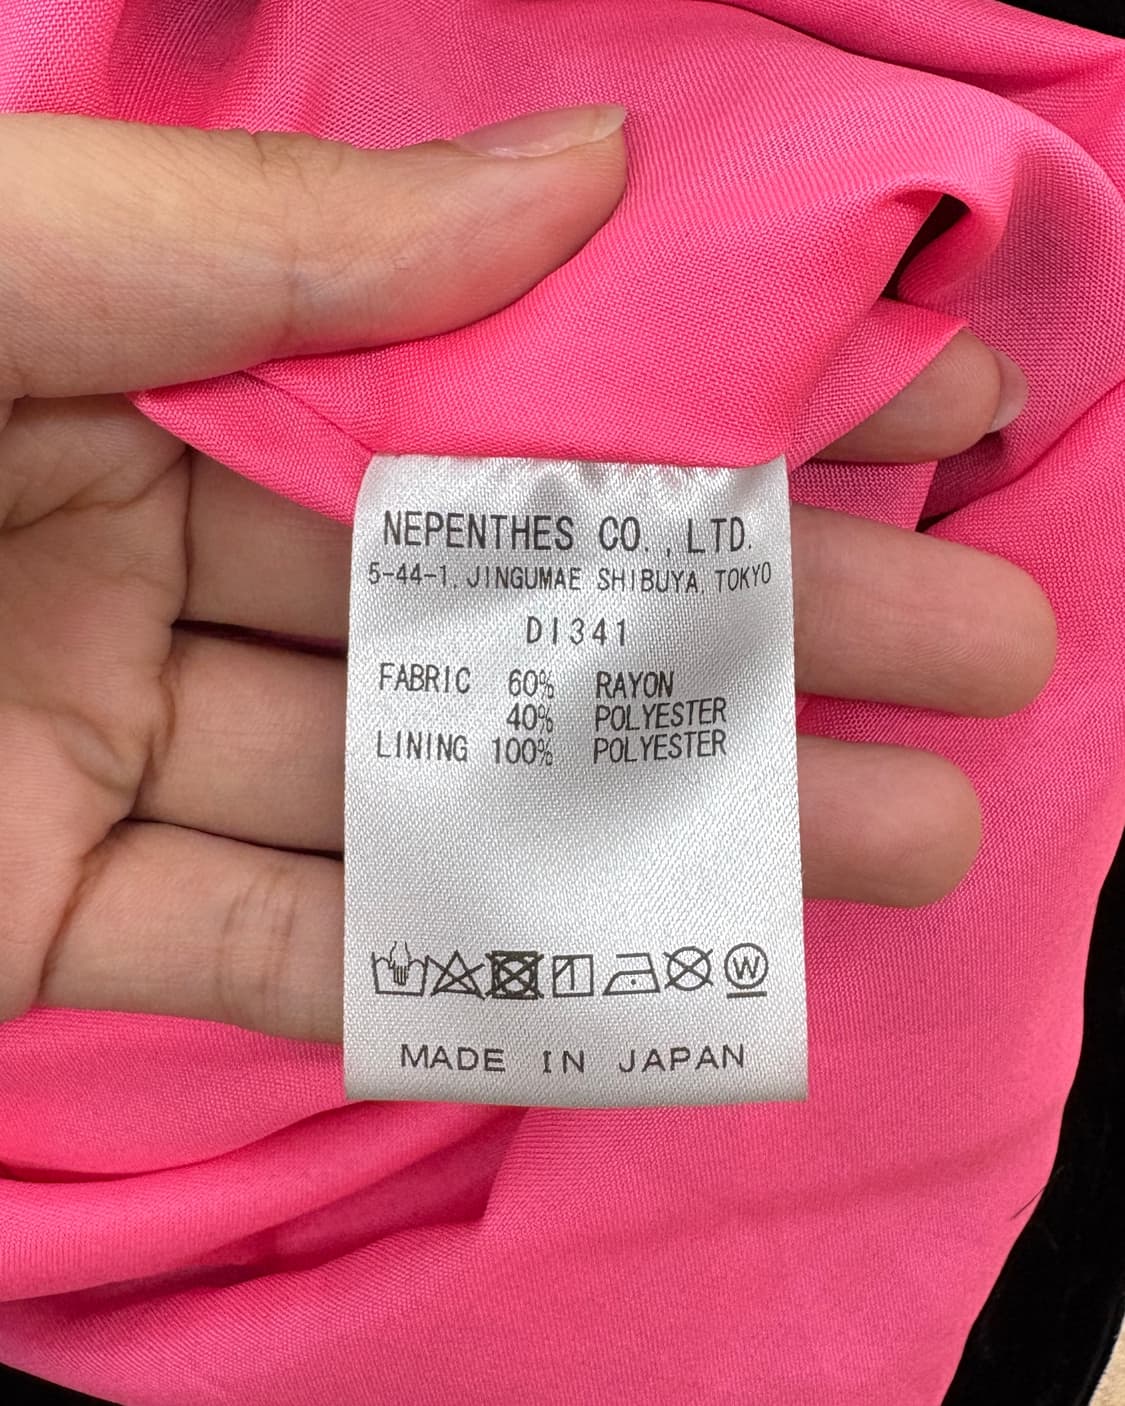 NEPENTHES CO., LTD.
5-44-1, JINGUMAE SHIBUYA, TOKYO
DI341
FABRIC 60% RAYON
40% POLYESTER
LINING 100% POLYESTER
W
MADE IN JAPAN